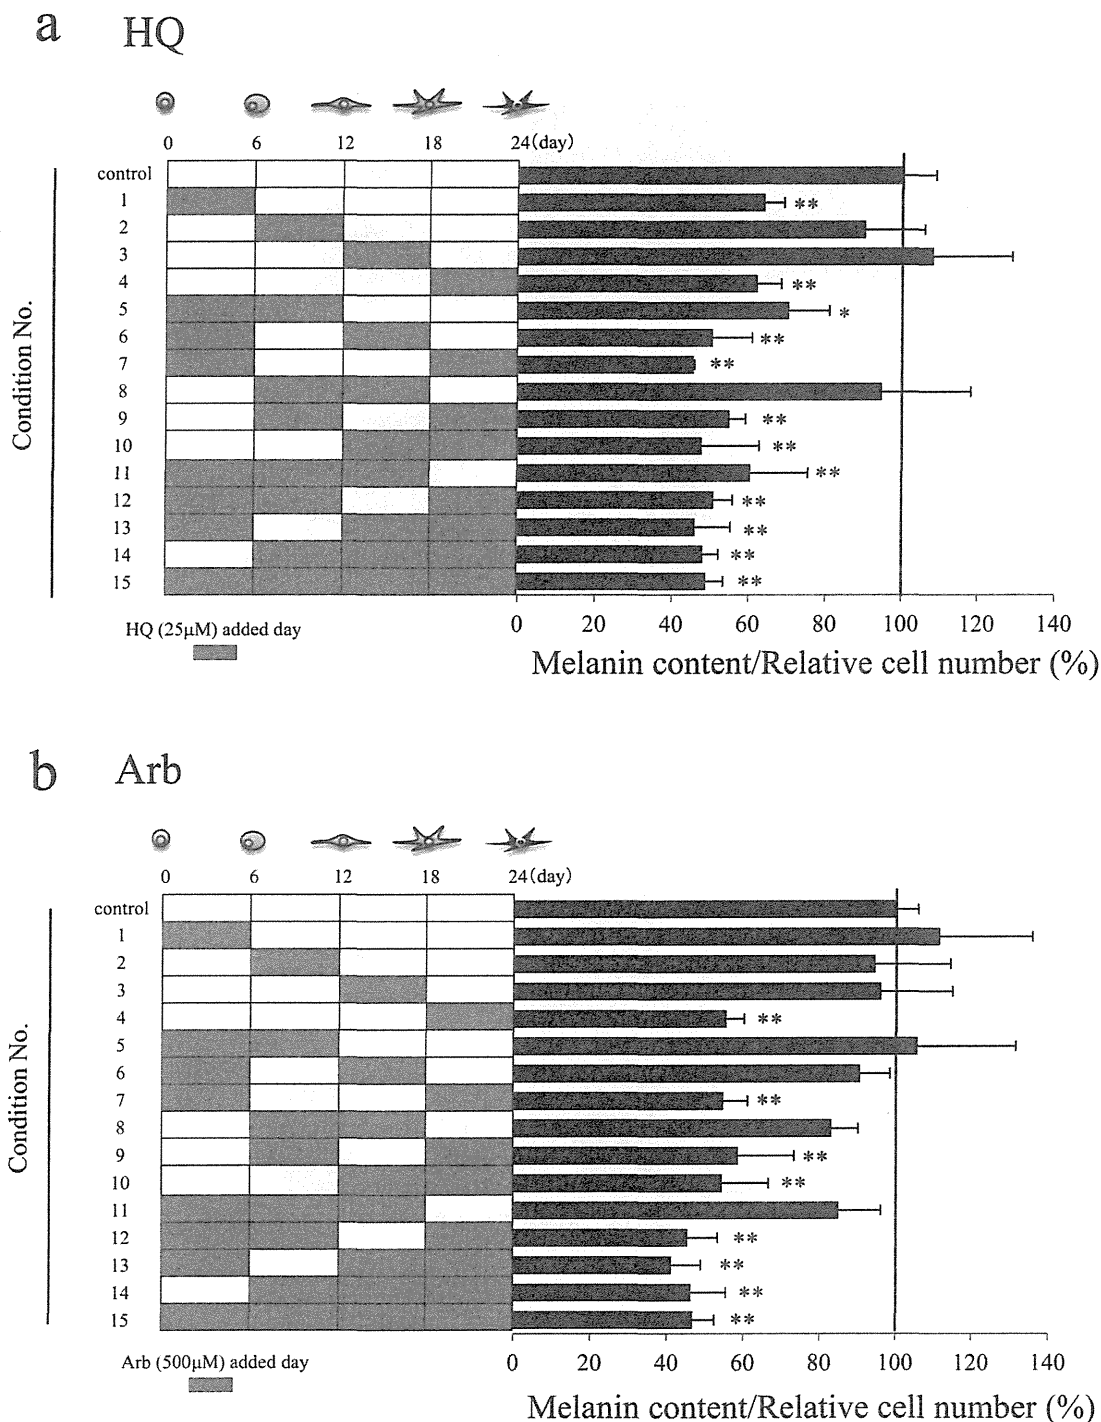 a HQ
0 6 12 18 24(day)
Condition No.
control
1 **
2
3
4 **
5 *
6 **
7 **
8
9 **
10 **
11 **
12 **
13 **
14 **
15 **
HQ (25μM) added day
0 20 40 60 80 100 120 140
Melanin content/Relative cell number (%)
b Arb
0 6 12 18 24(day)
Condition No.
control
1
2
3
4 **
5
6
7 **
8
9 **
10 **
11
12 **
13 **
14 **
15 **
Arb (500μM) added day
0 20 40 60 80 100 120 140
Melanin content/Relative cell number (%)